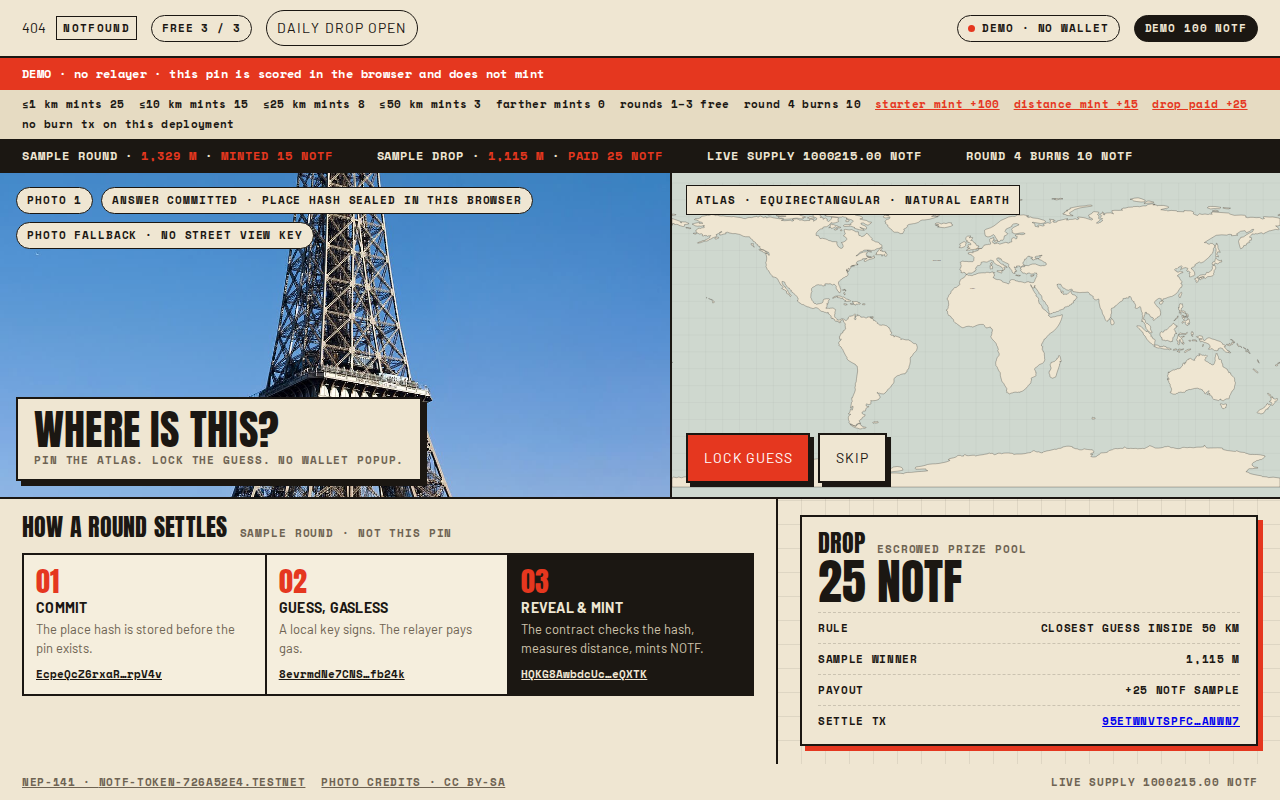 404 NOTFOUND FREE 3 / 3 DAILY DROP OPEN DEMO · NO WALLET DEMO 100 NOTF
DEMO · no relayer · this pin is scored in the browser and does not mint
≤1 km mints 25 ≤10 km mints 15 ≤25 km mints 8 ≤50 km mints 3 farther mints 0 rounds 1–3 free round 4 burns 10 starter mint +100 distance mint +15 drop paid +25
no burn tx on this deployment
SAMPLE ROUND · 1,329 M · MINTED 15 NOTF SAMPLE DROP · 1,115 M · PAID 25 NOTF LIVE SUPPLY 1000215.00 NOTF ROUND 4 BURNS 10 NOTF
PHOTO 1 ANSWER COMMITTED · PLACE HASH SEALED IN THIS BROWSER
PHOTO FALLBACK · NO STREET VIEW KEY
WHERE IS THIS?
PIN THE ATLAS. LOCK THE GUESS. NO WALLET POPUP.
ATLAS · EQUIRECTANGULAR · NATURAL EARTH
LOCK GUESS SKIP
HOW A ROUND SETTLES SAMPLE ROUND · NOT THIS PIN
01
COMMIT
The place hash is stored before the
pin exists.
EcpeQcZ6rxaR…rpV4v
02
GUESS, GASLESS
A local key signs. The relayer pays
gas.
8evrmdNe7CNS…fb24k
03
REVEAL & MINT
The contract checks the hash,
measures distance, mints NOTF.
HQKG8AwbdcUc…eQXTK
DROP ESCROWED PRIZE POOL
25 NOTF
RULE CLOSEST GUESS INSIDE 50 KM
SAMPLE WINNER 1,115 M
PAYOUT +25 NOTF SAMPLE
SETTLE TX 95ETWNVTSPFC…ANWN7
NEP-141 · NOTF-TOKEN-726A52E4.TESTNET PHOTO CREDITS · CC BY-SA LIVE SUPPLY 1000215.00 NOTF